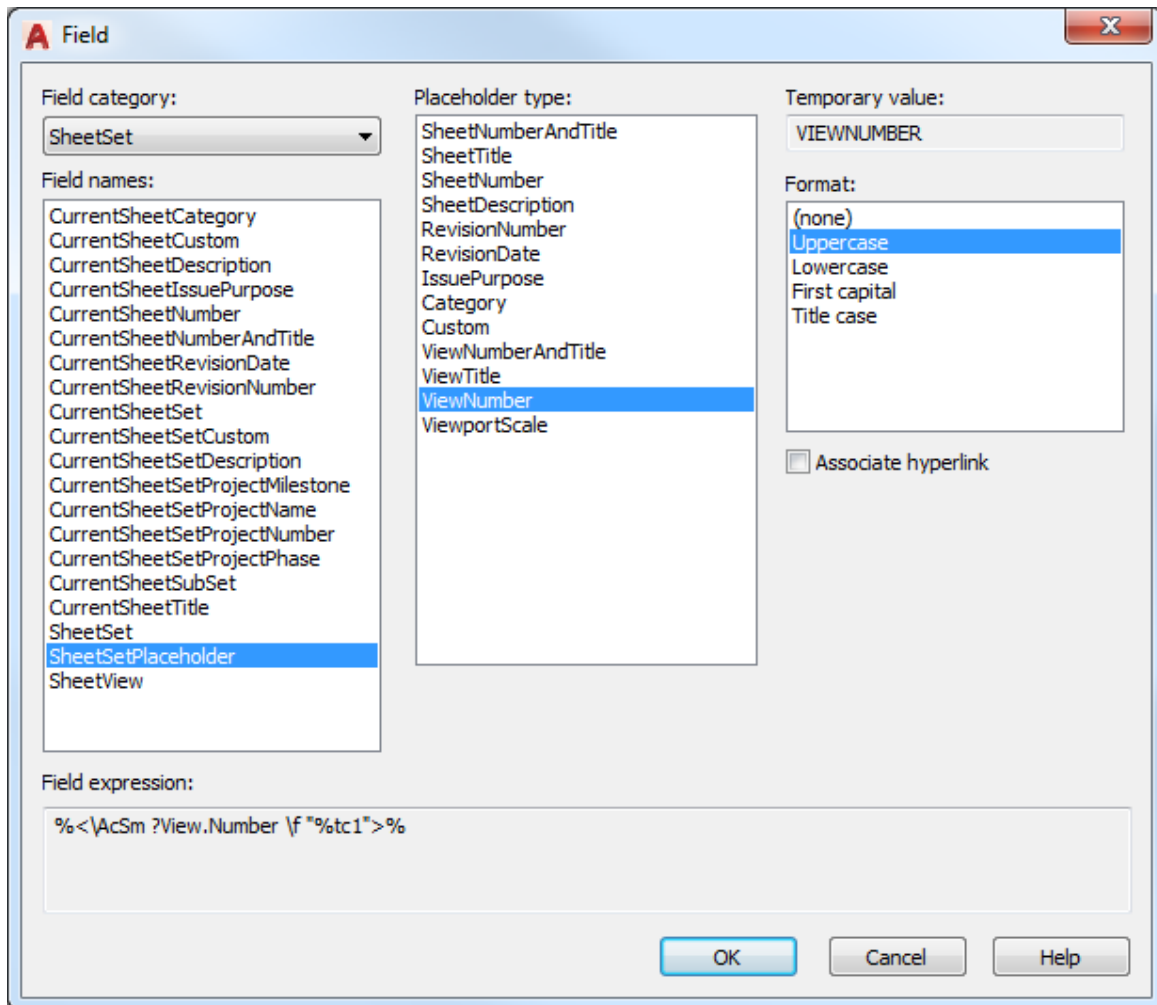 Field
Field category:
SheetSet
Field names:
CurrentSheetCategory
CurrentSheetCustom
CurrentSheetDescription
CurrentSheetIssuePurpose
CurrentSheetNumber
CurrentSheetNumberAndTitle
CurrentSheetRevisionDate
CurrentSheetRevisionNumber
CurrentSheetSet
CurrentSheetSetCustom
CurrentSheetSetDescription
CurrentSheetSetProjectMilestone
CurrentSheetSetProjectName
CurrentSheetSetProjectNumber
CurrentSheetSetProjectPhase
CurrentSheetSubSet
CurrentSheetTitle
SheetSet
SheetSetPlaceholder
SheetView
Placeholder type:
SheetNumberAndTitle
SheetTitle
SheetNumber
SheetDescription
RevisionNumber
RevisionDate
IssuePurpose
Category
Custom
ViewNumberAndTitle
ViewTitle
ViewNumber
ViewportScale
Temporary value:
VIEWNUMBER
Format:
(none)
Uppercase
Lowercase
First capital
Title case
Associate hyperlink
Field expression:
%<\AcSm ?View.Number \f "%tc1">%
OK
Cancel
Help